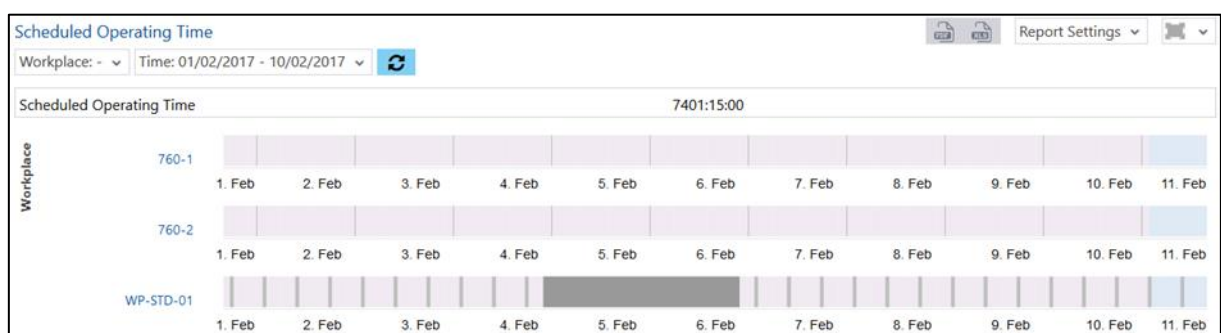 Scheduled Operating Time
PDF XLS Report Settings
Workplace: - Time: 01/02/2017 - 10/02/2017
Scheduled Operating Time 7401:15:00
Workplace
760-1
1. Feb 2. Feb 3. Feb 4. Feb 5. Feb 6. Feb 7. Feb 8. Feb 9. Feb 10. Feb 11. Feb
760-2
1. Feb 2. Feb 3. Feb 4. Feb 5. Feb 6. Feb 7. Feb 8. Feb 9. Feb 10. Feb 11. Feb
WP-STD-01
1. Feb 2. Feb 3. Feb 4. Feb 5. Feb 6. Feb 7. Feb 8. Feb 9. Feb 10. Feb 11. Feb